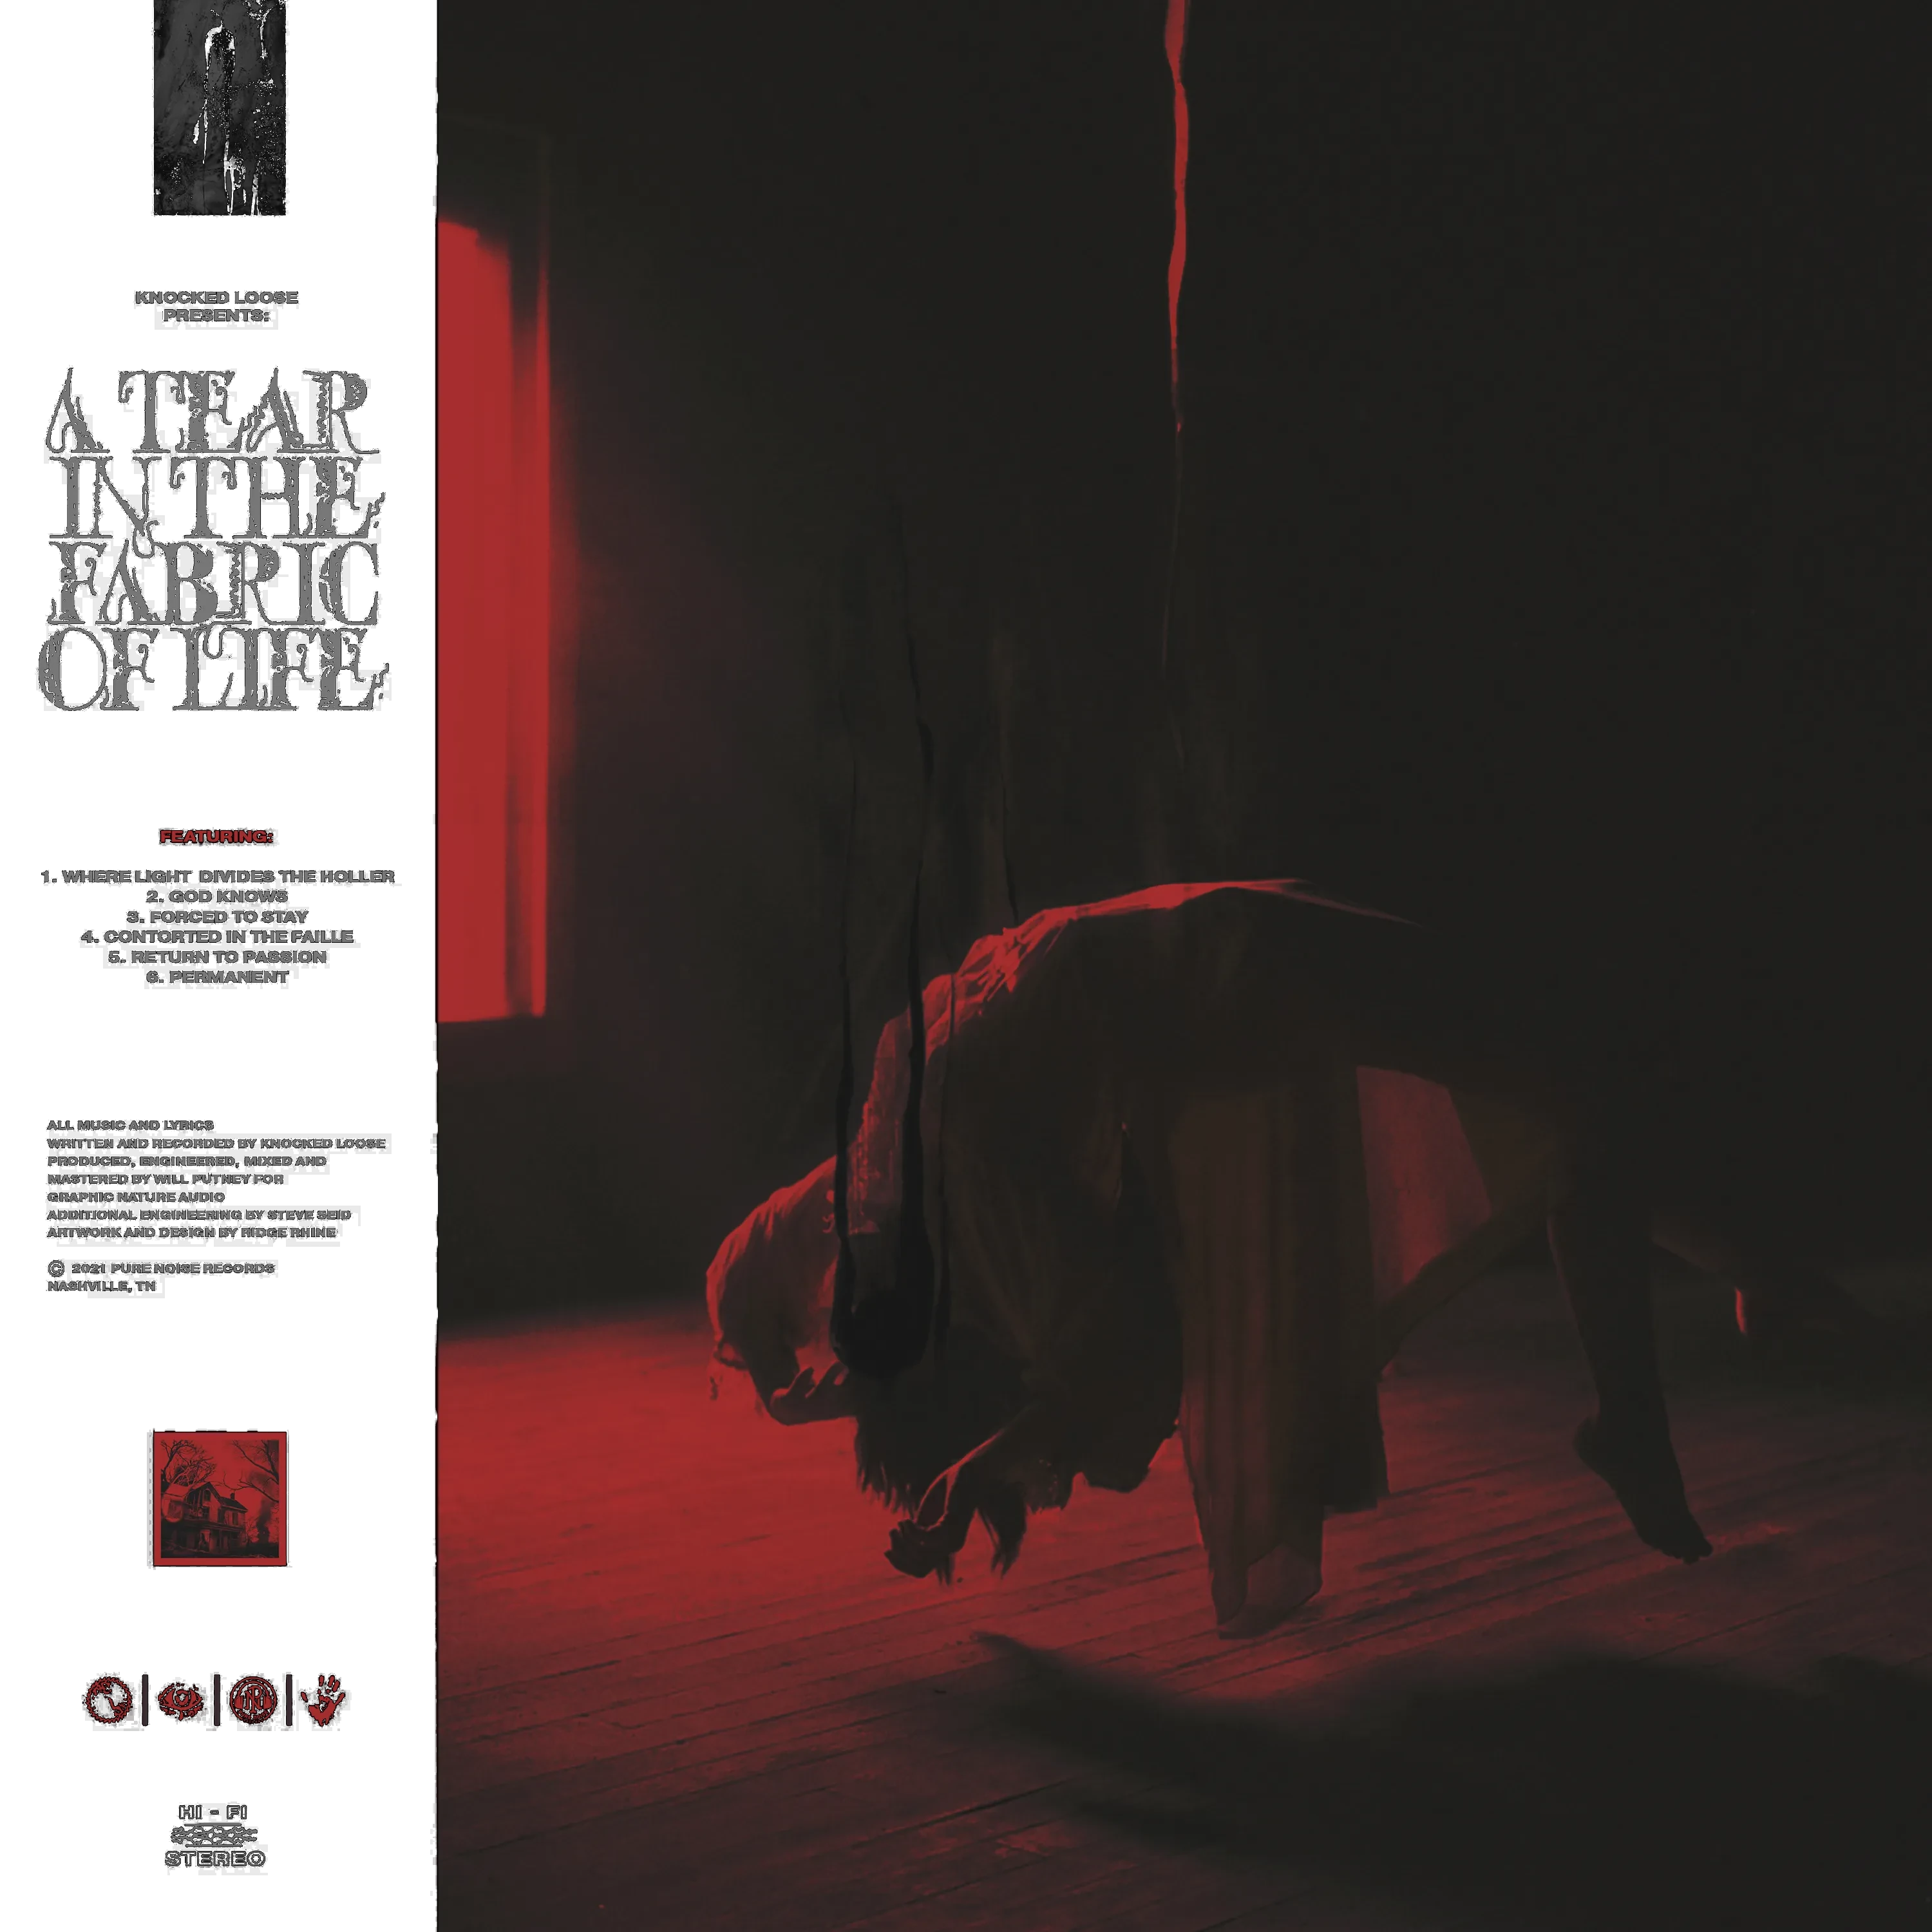 KNOCKED LOOSE
PRESENTS:
A TEAR
IN THE
FABRIC
OF LIFE
FEATURING:
1. WHERE LIGHT DIVIDES THE HOLLER
2. GOD KNOWS
3. FORCED TO STAY
4. CONTORTED IN THE FAILLE
5. RETURN TO PASSION
6. PERMANENT
ALL MUSIC AND LYRICS
WRITTEN AND RECORDED BY KNOCKED LOOSE
PRODUCED, ENGINEERED, MIXED AND
MASTERED BY WILL PUTNEY FOR
GRAPHIC NATURE AUDIO
ADDITIONAL ENGINEERING BY STEVE SEID
ARTWORK AND DESIGN BY RIDGE RHINE
© 2021 PURE NOISE RECORDS
NASHVILLE, TN
HI - FI
STEREO